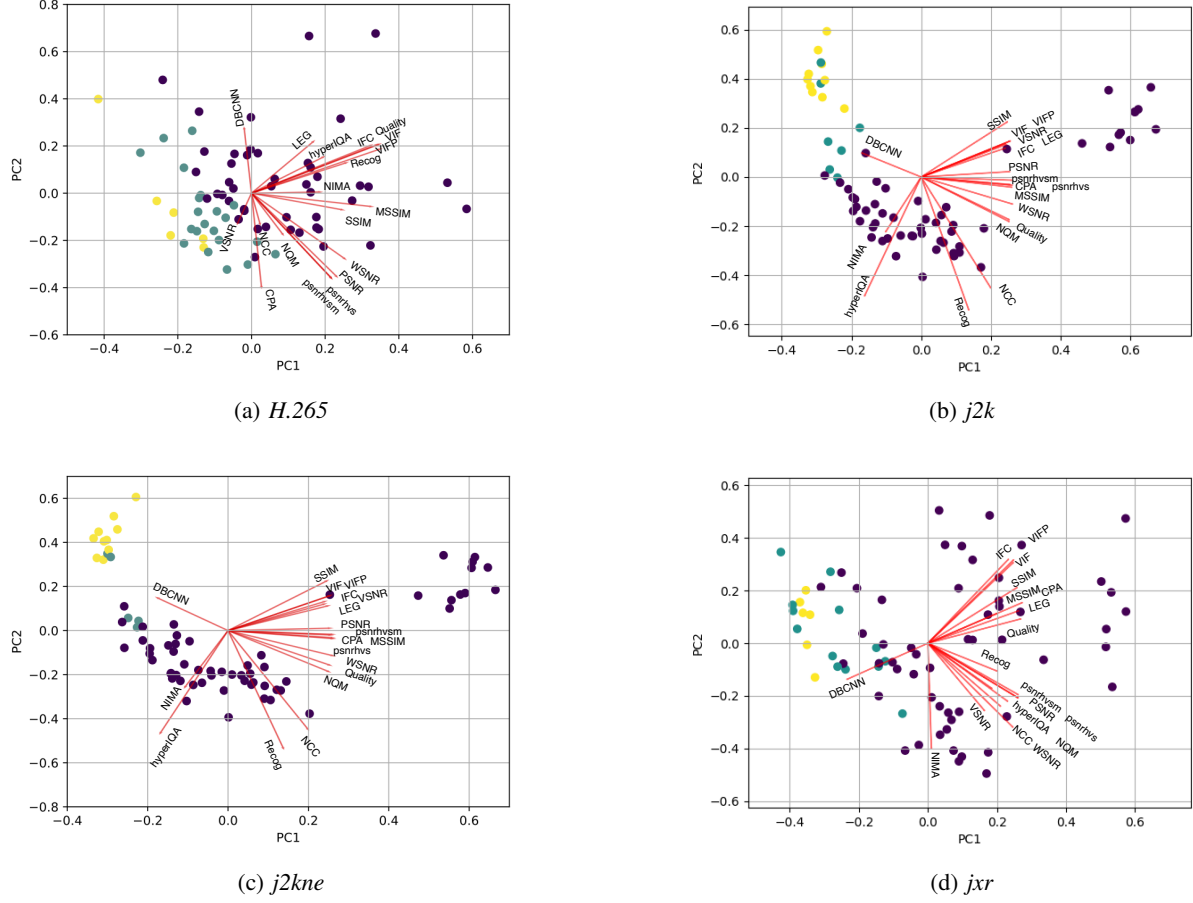 0.8
0.6
0.4
0.2
0.0
−0.2
−0.4
−0.6
PC2
DBCNN
LEG
hyperIQA
IFC
Quality
VIF
VIFP
Recog
NIMA
MSSIM
SSIM
VSNR
NCC
NQM
WSNR
PSNR
psnrhvs
psnrhvsm
CPA
−0.4 −0.2 0.0 0.2 0.4 0.6
PC1
(a) H.265
0.6
0.4
0.2
0.0
−0.2
−0.4
−0.6
PC2
SSIM
VIF VIFP
VSNR
IFC LEG
DBCNN
PSNR
psnrhvsm
CPA psnrhvs
MSSIM
WSNR
Quality
NQM
NIMA
hyperIQA
Recog
NCC
−0.4 −0.2 0.0 0.2 0.4 0.6
PC1
(b) j2k
0.6
0.4
0.2
0.0
−0.2
−0.4
−0.6
−0.8
PC2
SSIM
DBCNN
VIF VIFP
IFC VSNR
LEG
PSNR
psnrhvsm
CPA MSSIM
psnrhvs
WSNR
Quality
NQM
NIMA
hyperIQA
Recog
NCC
−0.4 −0.2 0.0 0.2 0.4 0.6
PC1
(c) j2kne
0.6
0.4
0.2
0.0
−0.2
−0.4
−0.6
PC2
IFC VIFP
VIF
SSIM
MSSIM CPA
LEG
Quality
Recog
DBCNN
psnrhvsm psnrhvs
PSNR
hyperIQA NQM
VSNR
NCC WSNR
NIMA
−0.4 −0.2 0.0 0.2 0.4 0.6
PC1
(d) jxr